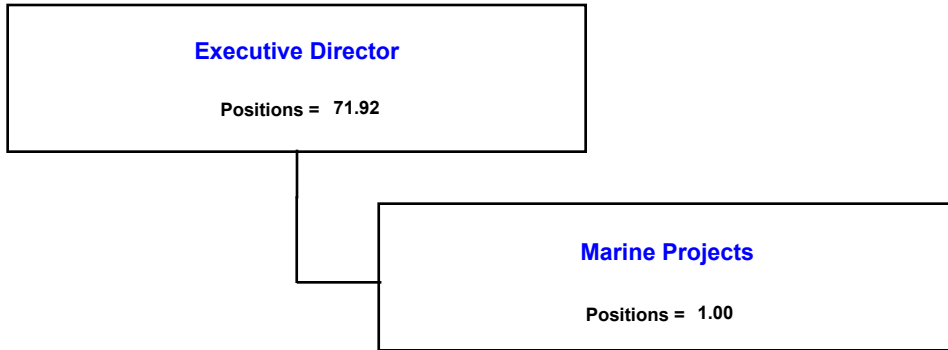 Executive Director
Positions = 71.92
Marine Projects
Positions = 1.00